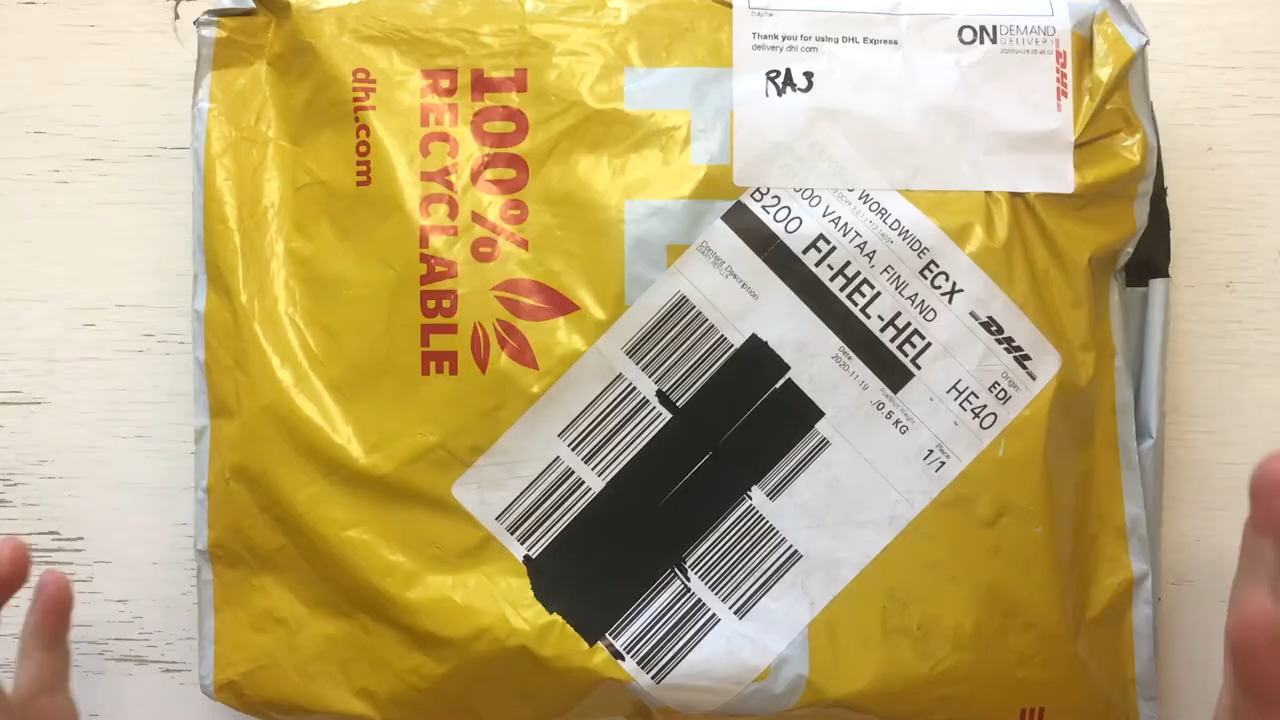 Thank you for using DHL Express
delivery.dhl.com
ON DEMAND
DELIVERY
DHL
RA3
100%
RECYCLABLE
dhl.com
WORLDWIDE ECX
VANTAA, FINLAND
B200 FI-HEL-HEL
DHL
Origin:
EDI
HE40
Content Description
Date:
2020-11-19
./0,5 KG
Piece
1/1